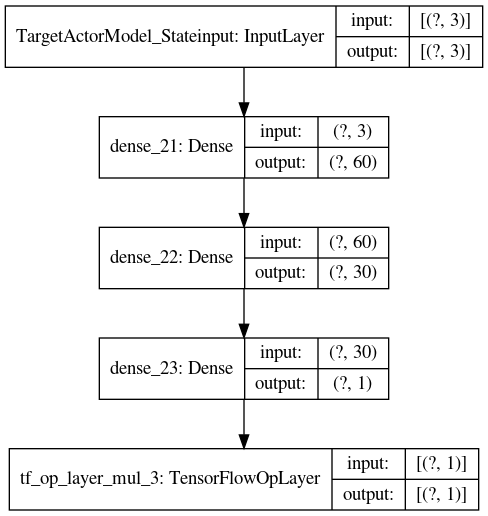 TargetActorModel_Stateinput: InputLayer
input: [(?, 3)]
output: [(?, 3)]
dense_21: Dense
input: (?, 3)
output: (?, 60)
dense_22: Dense
input: (?, 60)
output: (?, 30)
dense_23: Dense
input: (?, 30)
output: (?, 1)
tf_op_layer_mul_3: TensorFlowOpLayer
input: [(?, 1)]
output: [(?, 1)]